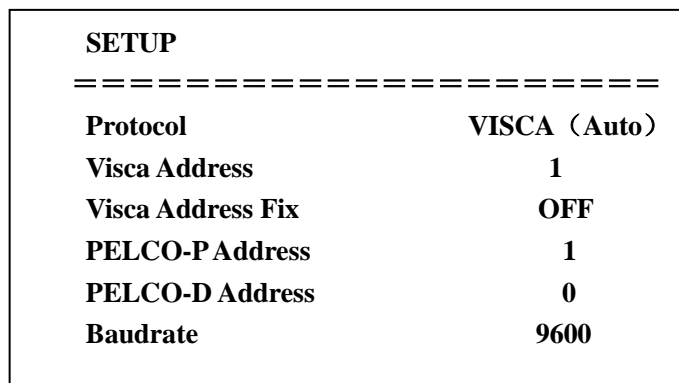 SETUP
=====================
Protocol VISCA（Auto）
Visca Address 1
Visca Address Fix OFF
PELCO-P Address 1
PELCO-D Address 0
Baudrate 9600